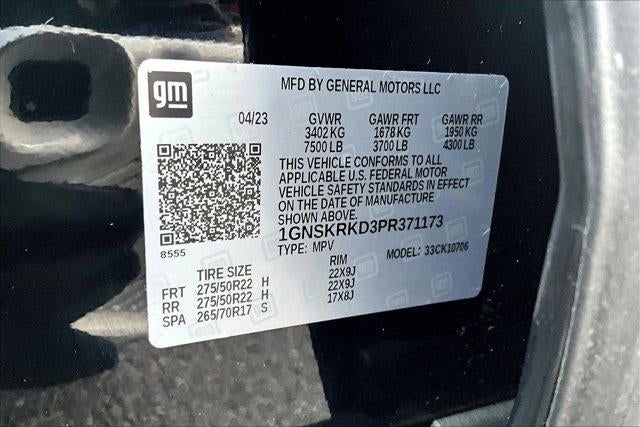 gm
MFD BY GENERAL MOTORS LLC
04/23 GVWR GAWR FRT GAWR RR
3402 KG 1678 KG 1950 KG
7500 LB 3700 LB 4300 LB
THIS VEHICLE CONFORMS TO ALL
APPLICABLE U.S. FEDERAL MOTOR
VEHICLE SAFETY STANDARDS IN EFFECT
ON THE DATE OF MANUFACTURE
SHOWN ABOVE.
1GNSKRKD3PR371173
8555
TYPE: MPV MODEL: 33CK10706
TIRE SIZE RIM
FRT 275/50R22 H 22X9J
RR 275/50R22 H 22X9J
SPA 265/70R17 S 17X8J